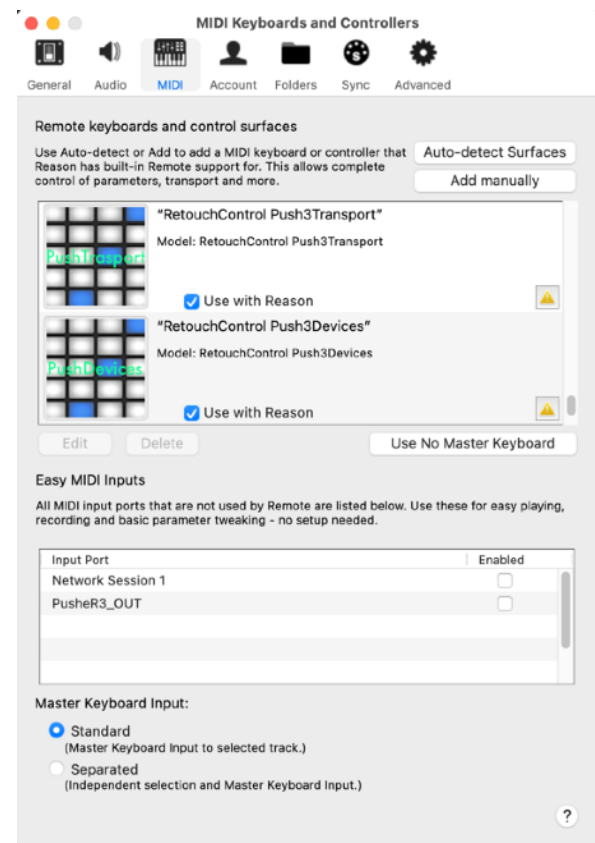 MIDI Keyboards and Controllers
General Audio MIDI Account Folders Sync Advanced
Remote keyboards and control surfaces
Use Auto-detect or Add to add a MIDI keyboard or controller that
Reason has built-in Remote support for. This allows complete
control of parameters, transport and more.
Auto-detect Surfaces
Add manually
PushTrasport
"RetouchControl Push3Transport"
Model: RetouchControl Push3Transport
Use with Reason
PushDevices
"RetouchControl Push3Devices"
Model: RetouchControl Push3Devices
Use with Reason
Edit Delete Use No Master Keyboard
Easy MIDI Inputs
All MIDI input ports that are not used by Remote are listed below. Use these for easy playing,
recording and basic parameter tweaking - no setup needed.
Input Port Enabled
Network Session 1
PusheR3_OUT
Master Keyboard Input:
Standard
(Master Keyboard Input to selected track.)
Separated
(Independent selection and Master Keyboard Input.)
?